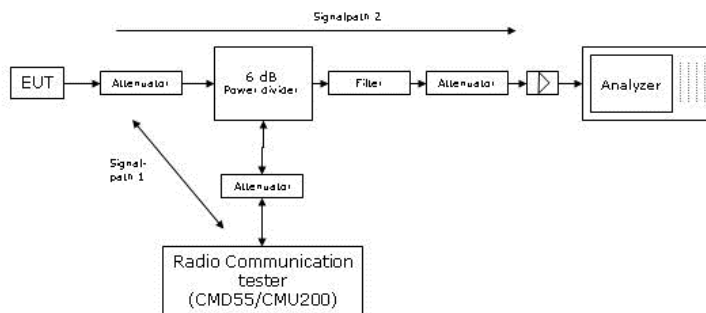 Signalpath 2
EUT
Attenuator
6 dB
Power divider
Filter
Attenuator
Analyzer
Signal-
path 1
Attenuator
Radio Communication
tester
(CMD55/CMU200)